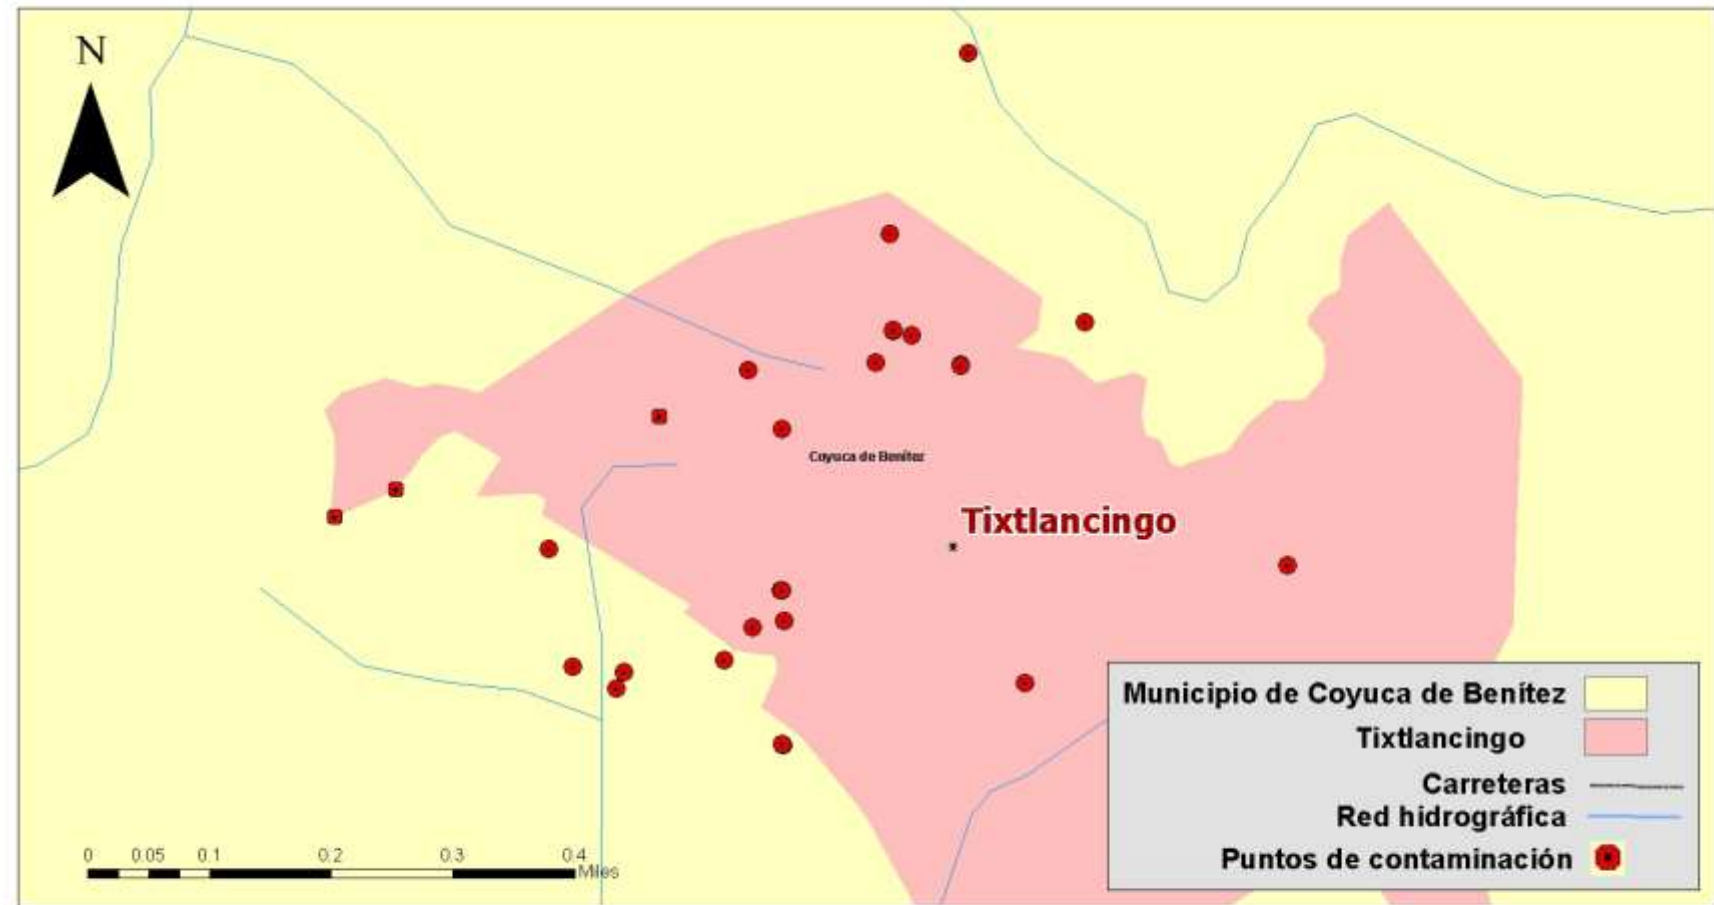 N
Coyuca de Benítez
Tixtlancingo
Municipio de Coyuca de Benítez
Tixtlancingo
Carreteras
Red hidrográfica
Puntos de contaminación
0 0.05 0.1 0.2 0.3 0.4
Miles